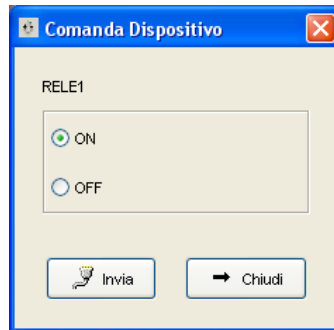 Comanda Dispositivo
RELE1
ON
OFF
Invia
Chiudi